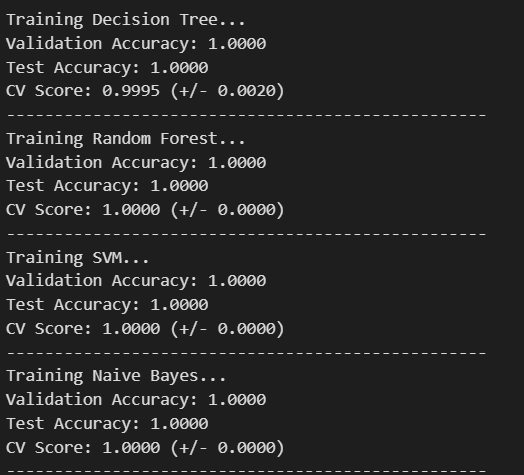 Training Decision Tree...
Validation Accuracy: 1.0000
Test Accuracy: 1.0000
CV Score: 0.9995 (+/- 0.0020)
--------------------------------------------------
Training Random Forest...
Validation Accuracy: 1.0000
Test Accuracy: 1.0000
CV Score: 1.0000 (+/- 0.0000)
--------------------------------------------------
Training SVM...
Validation Accuracy: 1.0000
Test Accuracy: 1.0000
CV Score: 1.0000 (+/- 0.0000)
--------------------------------------------------
Training Naive Bayes...
Validation Accuracy: 1.0000
Test Accuracy: 1.0000
CV Score: 1.0000 (+/- 0.0000)
--------------------------------------------------